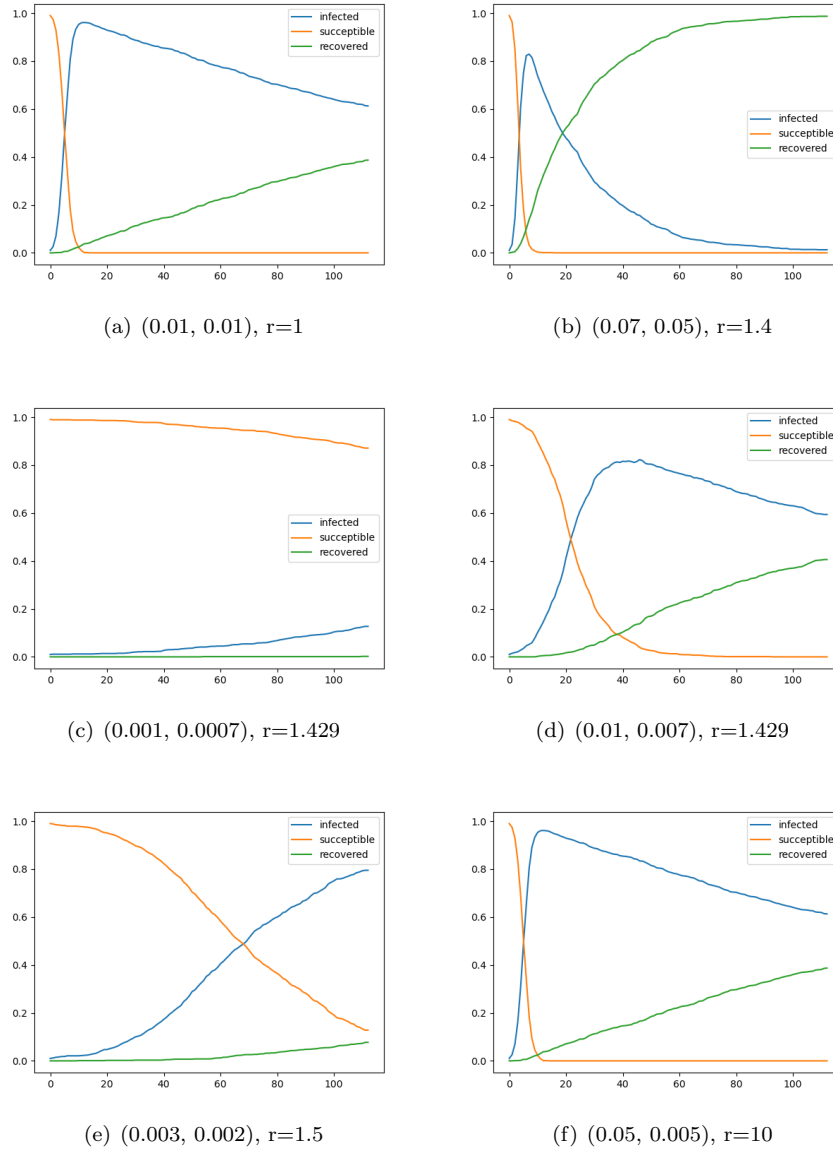 1.0
0.8
0.6
0.4
0.2
0.0
0 20 40 60 80 100
infected
succeptible
recovered
(a) (0.01, 0.01), r=1
1.0
0.8
0.6
0.4
0.2
0.0
0 20 40 60 80 100
infected
succeptible
recovered
(b) (0.07, 0.05), r=1.4
1.0
0.8
0.6
0.4
0.2
0.0
0 20 40 60 80 100
infected
succeptible
recovered
(c) (0.001, 0.0007), r=1.429
1.0
0.8
0.6
0.4
0.2
0.0
0 20 40 60 80 100
infected
succeptible
recovered
(d) (0.01, 0.007), r=1.429
1.0
0.8
0.6
0.4
0.2
0.0
0 20 40 60 80 100
infected
succeptible
recovered
(e) (0.003, 0.002), r=1.5
1.0
0.8
0.6
0.4
0.2
0.0
0 20 40 60 80 100
infected
succeptible
recovered
(f) (0.05, 0.005), r=10